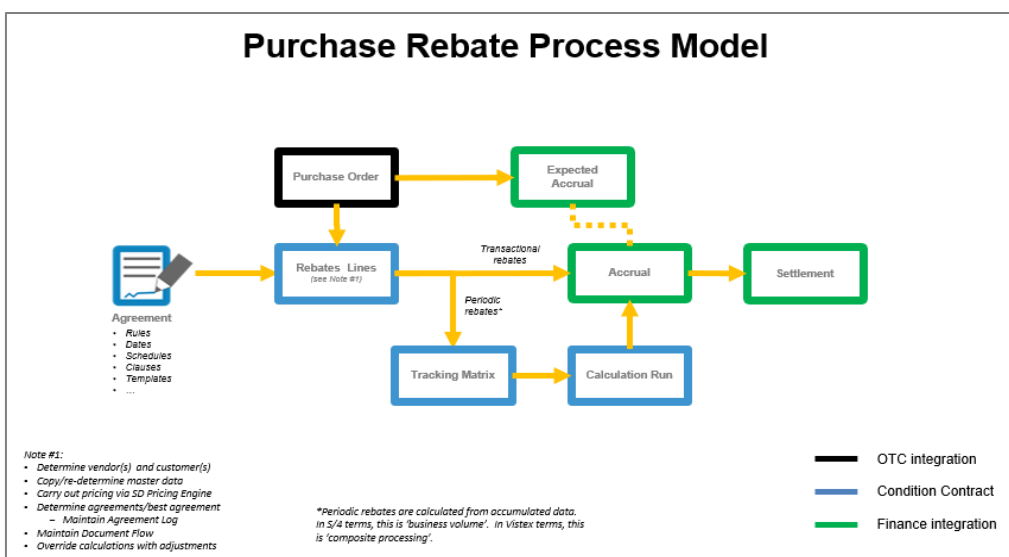 Purchase Rebate Process Model
Purchase Order
Expected
Accrual
Rebates Lines
(see Note #1)
Transactional
rebates
Accrual
Settlement
Periodic
rebates*
Agreement
• Rules
• Dates
• Schedules
• Clauses
• Templates
• ...
Tracking Matrix
Calculation Run
Note #1:
• Determine vendor(s) and customer(s)
• Copy/re-determine master data
• Carry out pricing via SD Pricing Engine
• Determine agreements/best agreement
– Maintain Agreement Log
• Maintain Document Flow
• Override calculations with adjustments
*Periodic rebates are calculated from accumulated data.
In S/4 terms, this is 'business volume'. In Vistex terms, this
is 'composite processing'.
OTC integration
Condition Contract
Finance integration